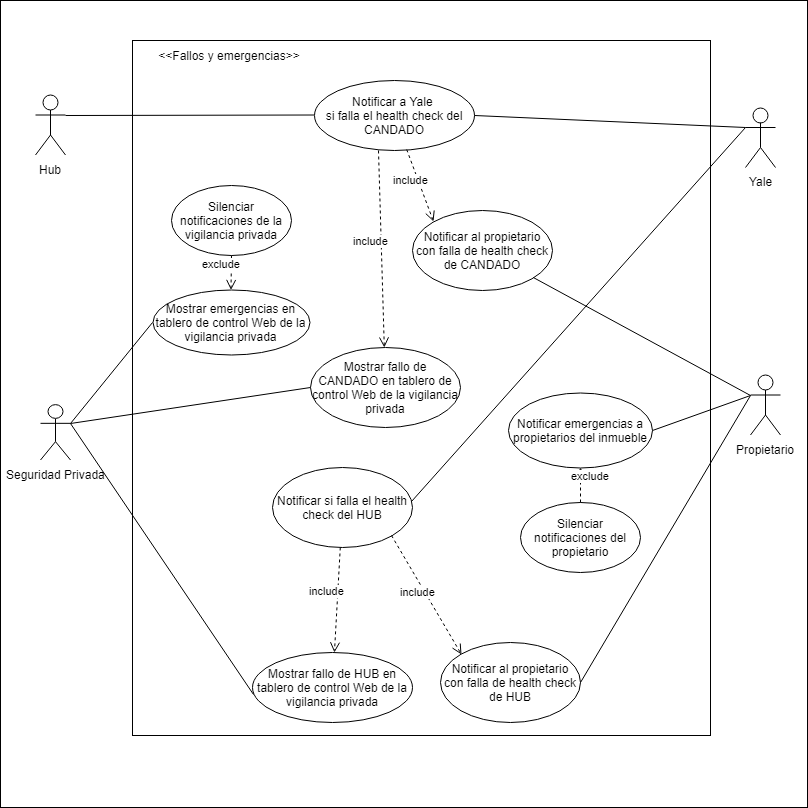 <<Fallos y emergencias>>
Notificar a Yale
si falla el health check del
CANDADO
Hub
Yale
include
Silenciar
notificaciones de la
vigilancia privada
include
Notificar al propietario
con falla de health check
de CANDADO
exclude
Mostrar emergencias en
tablero de control Web de la
vigilancia privada
Mostrar fallo de
CANDADO en tablero de
control Web de la vigilancia
privada
Seguridad Privada
Notificar emergencias a
propietarios del inmueble
Propietario
exclude
Notificar si falla el health
check del HUB
Silenciar
notificaciones del
propietario
include
include
Mostrar fallo de HUB en
tablero de control Web de la
vigilancia privada
Notificar al propietario
con falla de health check
de HUB